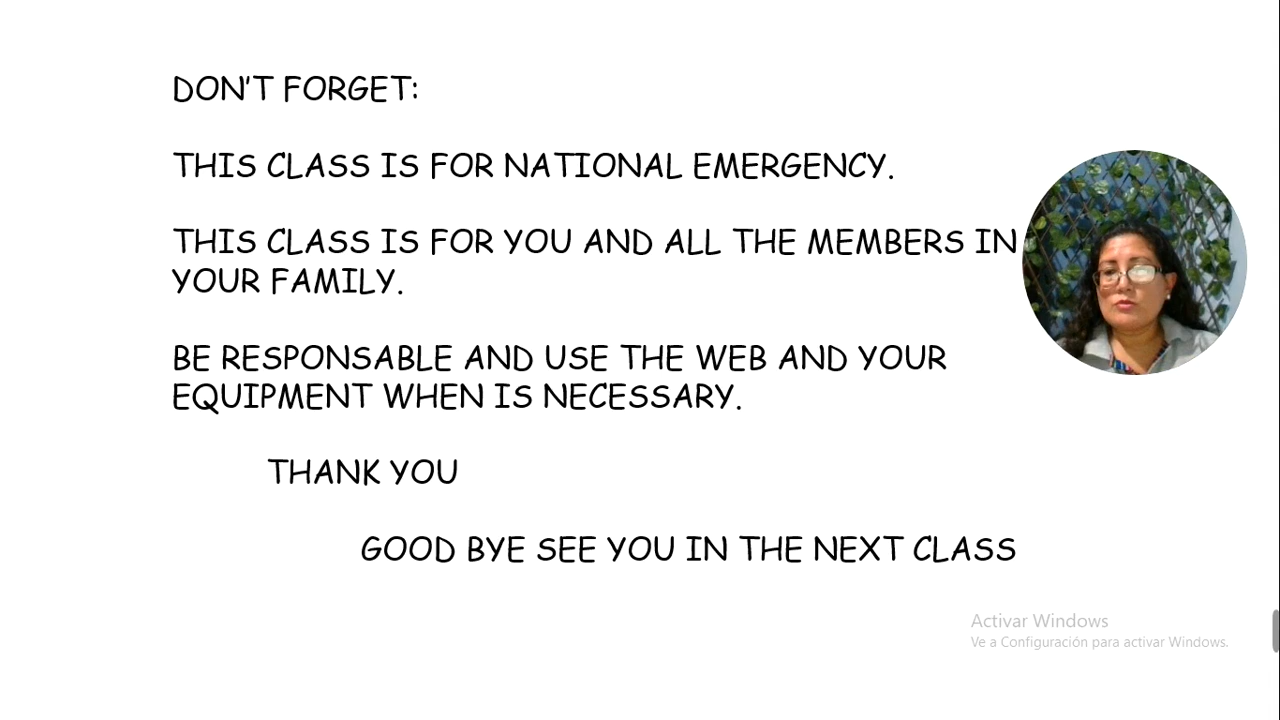 DON'T FORGET:
THIS CLASS IS FOR NATIONAL EMERGENCY.
THIS CLASS IS FOR YOU AND ALL THE MEMBERS IN
YOUR FAMILY.
BE RESPONSABLE AND USE THE WEB AND YOUR
EQUIPMENT WHEN IS NECESSARY.
THANK YOU
GOOD BYE SEE YOU IN THE NEXT CLASS
Activar Windows
Ve a Configuración para activar Windows.